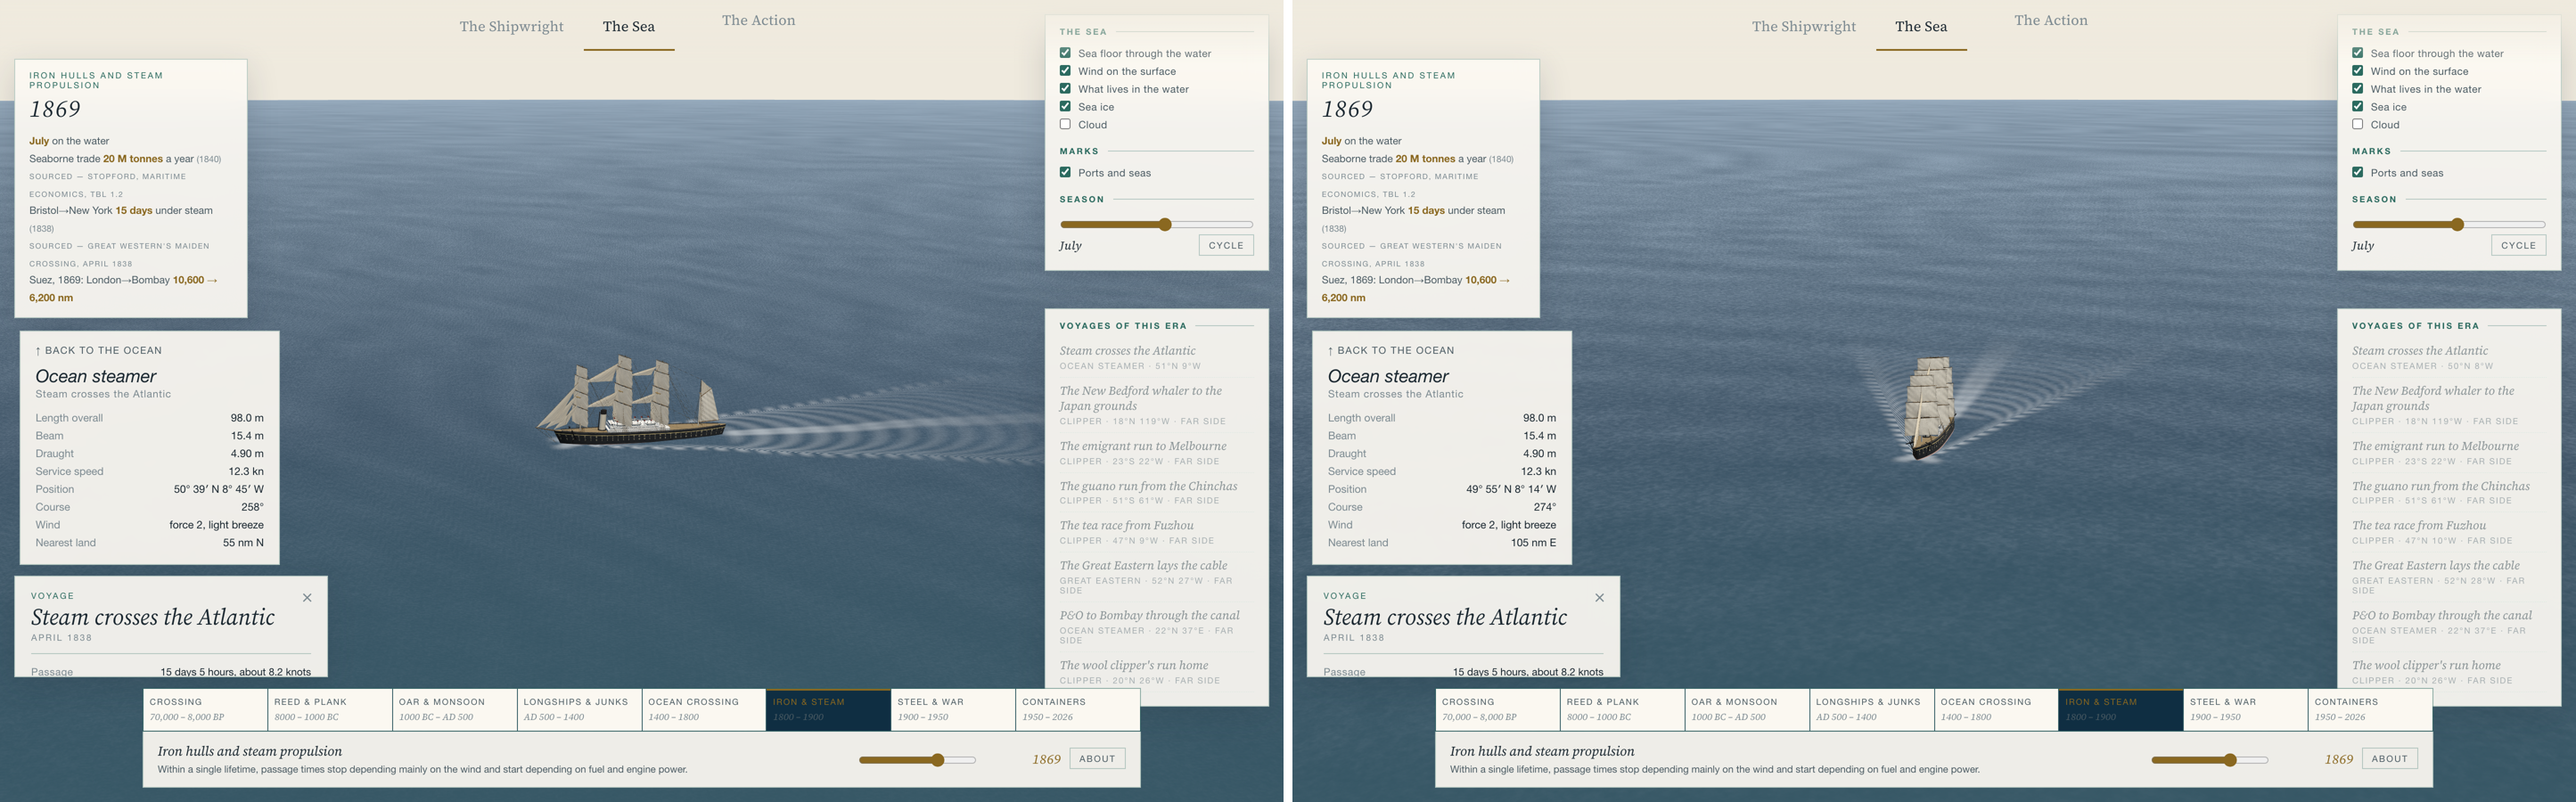 The Shipwright
The Sea
The Action
IRON HULLS AND STEAM
PROPULSION
1869
July on the water
Seaborne trade 20 M tonnes a year (1840)
SOURCED — STOPFORD, MARITIME
ECONOMICS, TBL 1.2
Bristol→New York 15 days under steam
(1838)
SOURCED — GREAT WESTERN'S MAIDEN
CROSSING, APRIL 1838
Suez, 1869: London→Bombay 10,600 →
6,200 nm
↑ BACK TO THE OCEAN
Ocean steamer
Steam crosses the Atlantic
Length overall 98.0 m
Beam 15.4 m
Draught 4.90 m
Service speed 12.3 kn
Position 50° 39′ N 8° 45′ W
Course 258°
Wind force 2, light breeze
Nearest land 55 nm N
VOYAGE
×
Steam crosses the Atlantic
APRIL 1838
Passage 15 days 5 hours, about 8.2 knots
THE SEA
Sea floor through the water
Wind on the surface
What lives in the water
Sea ice
Cloud
MARKS
Ports and seas
SEASON
July
CYCLE
VOYAGES OF THIS ERA
Steam crosses the Atlantic
OCEAN STEAMER · 51°N 9°W
The New Bedford whaler to the
Japan grounds
CLIPPER · 18°N 119°W · FAR SIDE
The emigrant run to Melbourne
CLIPPER · 23°S 22°W · FAR SIDE
The guano run from the Chinchas
CLIPPER · 51°S 61°W · FAR SIDE
The tea race from Fuzhou
CLIPPER · 47°N 9°W · FAR SIDE
The Great Eastern lays the cable
GREAT EASTERN · 52°N 27°W · FAR
SIDE
P&O to Bombay through the canal
OCEAN STEAMER · 22°N 37°E · FAR
SIDE
The wool clipper's run home
CLIPPER · 20°N 26°W · FAR SIDE
CROSSING
70,000 – 8,000 BP
REED & PLANK
8000 – 1000 BC
OAR & MONSOON
1000 BC – AD 500
LONGSHIPS & JUNKS
AD 500 – 1400
OCEAN CROSSING
1400 – 1800
IRON & STEAM
1800 – 1900
STEEL & WAR
1900 – 1950
CONTAINERS
1950 – 2026
Iron hulls and steam propulsion
Within a single lifetime, passage times stop depending mainly on the wind and start depending on fuel and engine power.
1869
ABOUT
The Shipwright
The Sea
The Action
IRON HULLS AND STEAM
PROPULSION
1869
July on the water
Seaborne trade 20 M tonnes a year (1840)
SOURCED — STOPFORD, MARITIME
ECONOMICS, TBL 1.2
Bristol→New York 15 days under steam
(1838)
SOURCED — GREAT WESTERN'S MAIDEN
CROSSING, APRIL 1838
Suez, 1869: London→Bombay 10,600 →
6,200 nm
↑ BACK TO THE OCEAN
Ocean steamer
Steam crosses the Atlantic
Length overall 98.0 m
Beam 15.4 m
Draught 4.90 m
Service speed 12.3 kn
Position 49° 55′ N 8° 14′ W
Course 274°
Wind force 2, light breeze
Nearest land 105 nm E
VOYAGE
×
Steam crosses the Atlantic
APRIL 1838
Passage 15 days 5 hours, about 8.2 knots
THE SEA
Sea floor through the water
Wind on the surface
What lives in the water
Sea ice
Cloud
MARKS
Ports and seas
SEASON
July
CYCLE
VOYAGES OF THIS ERA
Steam crosses the Atlantic
OCEAN STEAMER · 50°N 8°W
The New Bedford whaler to the
Japan grounds
CLIPPER · 18°N 119°W · FAR SIDE
The emigrant run to Melbourne
CLIPPER · 23°S 22°W · FAR SIDE
The guano run from the Chinchas
CLIPPER · 51°S 61°W · FAR SIDE
The tea race from Fuzhou
CLIPPER · 47°N 10°W · FAR SIDE
The Great Eastern lays the cable
GREAT EASTERN · 52°N 28°W · FAR
SIDE
P&O to Bombay through the canal
OCEAN STEAMER · 22°N 37°E · FAR
SIDE
The wool clipper's run home
CLIPPER · 20°N 26°W · FAR SIDE
CROSSING
70,000 – 8,000 BP
REED & PLANK
8000 – 1000 BC
OAR & MONSOON
1000 BC – AD 500
LONGSHIPS & JUNKS
AD 500 – 1400
OCEAN CROSSING
1400 – 1800
IRON & STEAM
1800 – 1900
STEEL & WAR
1900 – 1950
CONTAINERS
1950 – 2026
Iron hulls and steam propulsion
Within a single lifetime, passage times stop depending mainly on the wind and start depending on fuel and engine power.
1869
ABOUT